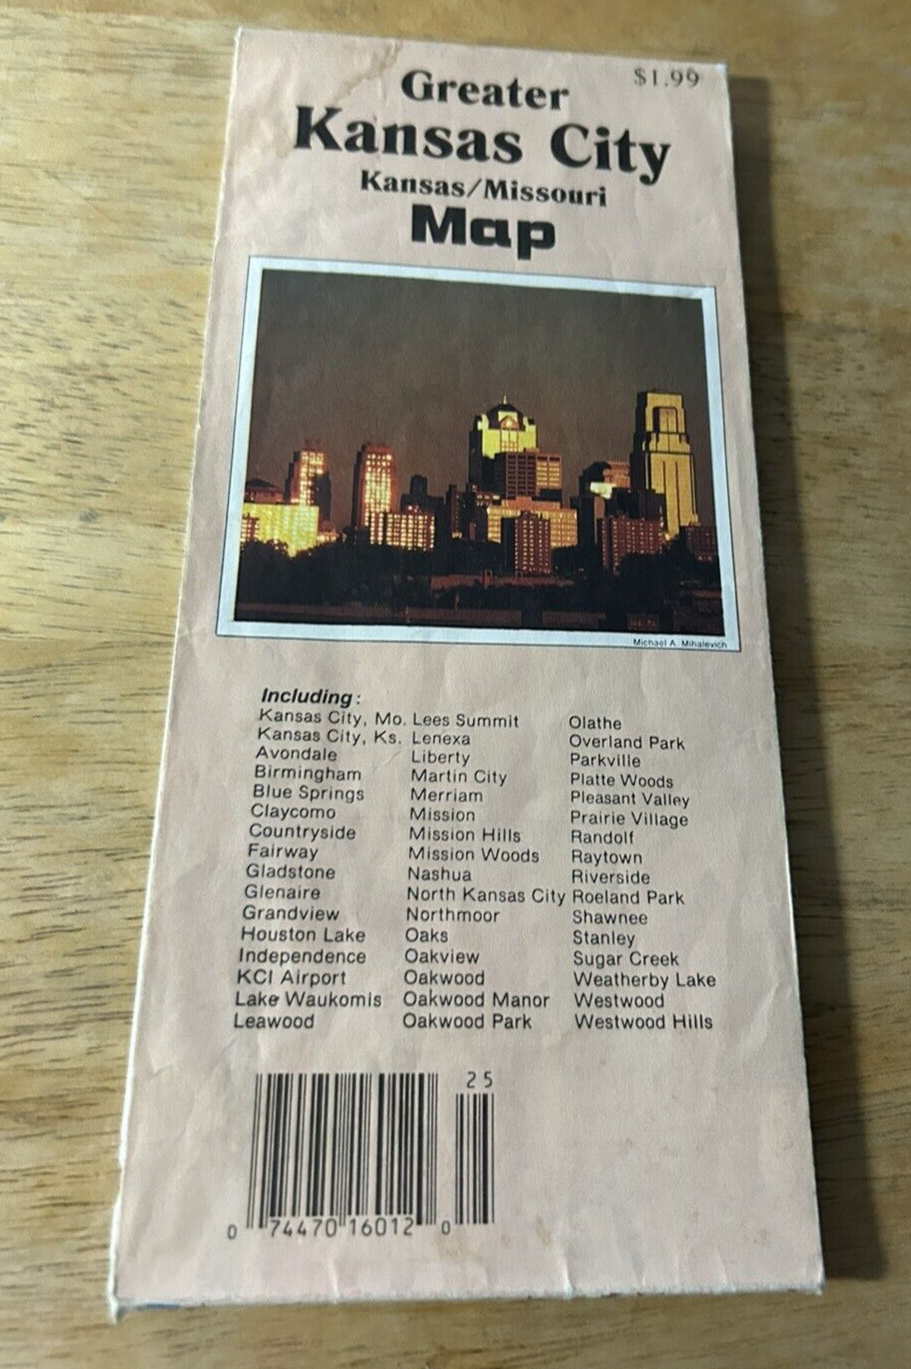 $1.99
Greater
Kansas City
Kansas/Missouri
Map
Michael A. Mihalevich
Including:
Kansas City, Mo.
Kansas City, Ks.
Avondale
Birmingham
Blue Springs
Claycomo
Countryside
Fairway
Gladstone
Glenaire
Grandview
Houston Lake
Independence
KCI Airport
Lake Waukomis
Leawood
Lees Summit
Lenexa
Liberty
Martin City
Merriam
Mission
Mission Hills
Mission Woods
Nashua
North Kansas City
Northmoor
Oaks
Oakview
Oakwood
Oakwood Manor
Oakwood Park
Olathe
Overland Park
Parkville
Platte Woods
Pleasant Valley
Prairie Village
Randolf
Raytown
Riverside
Roeland Park
Shawnee
Stanley
Sugar Creek
Weatherby Lake
Westwood
Westwood Hills
25
0 74470 16012 0